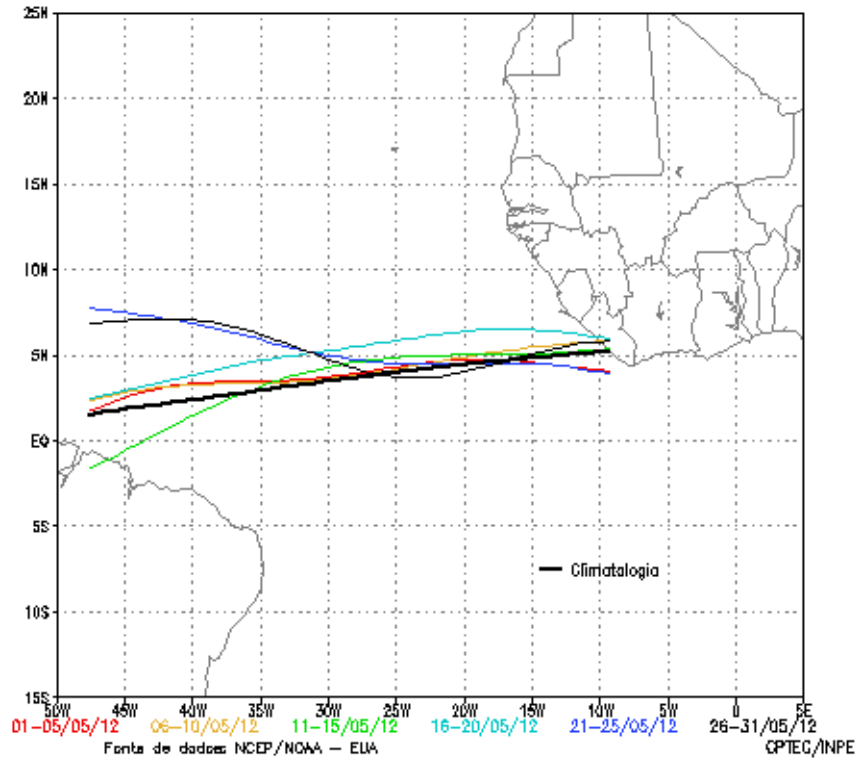 25N
20N
15N
10N
5N
EQ
5S
10S
15S
Climatalogia
50W 45W 40W 35W 30W 25W 20W 15W 10W 5W 0 5E
01-05/05/12 06-10/05/12 11-15/05/12 16-20/05/12 21-25/05/12 26-31/05/12
Fonte de dados NCEP/NOAA - EUA CPTEC/INPE